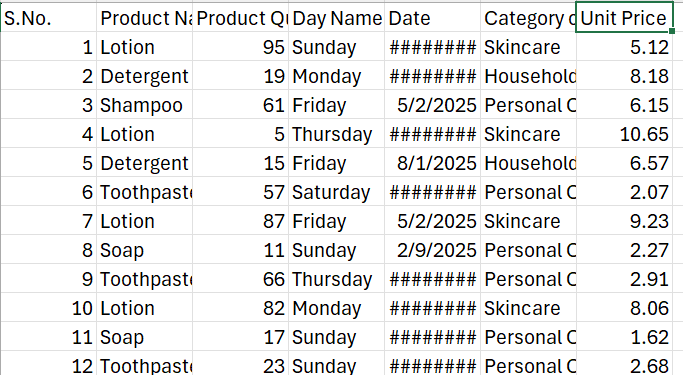 S.No. Product Na Product Qu Day Name Date Category o Unit Price
1 Lotion 95 Sunday ######## Skincare 5.12
2 Detergent 19 Monday ######## Household 8.18
3 Shampoo 61 Friday 5/2/2025 Personal C 6.15
4 Lotion 5 Thursday ######## Skincare 10.65
5 Detergent 15 Friday 8/1/2025 Household 6.57
6 Toothpaste 57 Saturday ######## Personal C 2.07
7 Lotion 87 Friday 5/2/2025 Skincare 9.23
8 Soap 11 Sunday 2/9/2025 Personal C 2.27
9 Toothpaste 66 Thursday ######## Personal C 2.91
10 Lotion 82 Monday ######## Skincare 8.06
11 Soap 17 Sunday ######## Personal C 1.62
12 Toothpaste 23 Sunday ######## Personal C 2.68